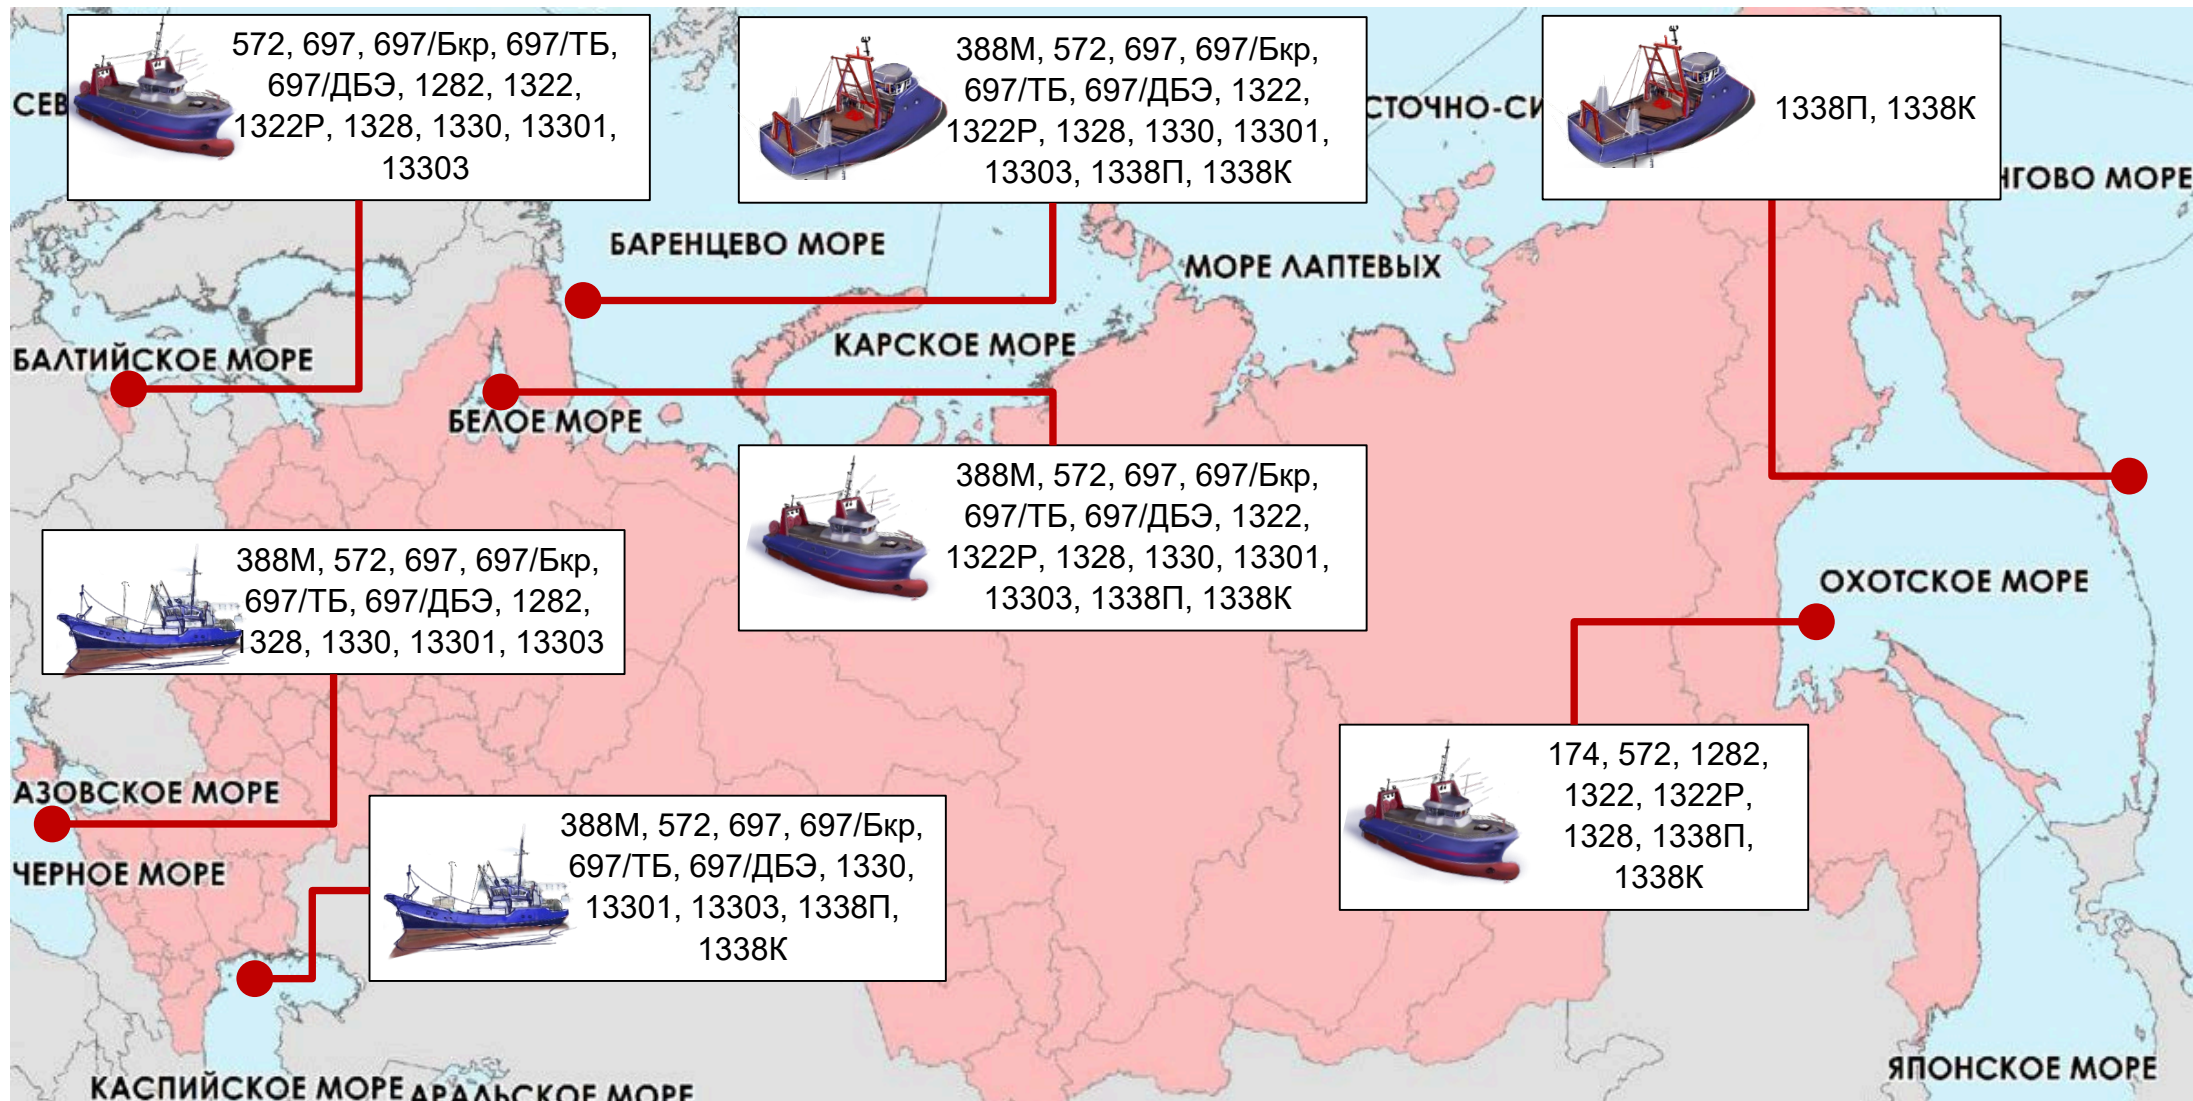 572, 697, 697/Бкр, 697/ТБ,
697/ДБЭ, 1282, 1322,
1322Р, 1328, 1330, 13301,
13303
388М, 572, 697, 697/Бкр,
697/ТБ, 697/ДБЭ, 1322,
1322Р, 1328, 1330, 13301,
13303, 1338П, 1338К
1338П, 1338К
СЕВ
СТОЧНО-СИ
НГОВО МОРЕ
БАРЕНЦЕВО МОРЕ
МОРЕ ЛАПТЕВЫХ
БАЛТИЙСКОЕ МОРЕ
КАРСКОЕ МОРЕ
БЕЛОЕ МОРЕ
388М, 572, 697, 697/Бкр,
697/ТБ, 697/ДБЭ, 1322,
1322Р, 1328, 1330, 13301,
13303, 1338П, 1338К
388М, 572, 697, 697/Бкр,
697/ТБ, 697/ДБЭ, 1282,
1328, 1330, 13301, 13303
ОХОТСКОЕ МОРЕ
174, 572, 1282,
1322, 1322Р,
1328, 1338П,
1338К
АЗОВСКОЕ МОРЕ
388М, 572, 697, 697/Бкр,
697/ТБ, 697/ДБЭ, 1330,
13301, 13303, 1338П,
1338К
ЧЕРНОЕ МОРЕ
ЯПОНСКОЕ МОРЕ
КАСПИЙСКОЕ МОРЕ
АРАЛЬСКОЕ МОРЕ